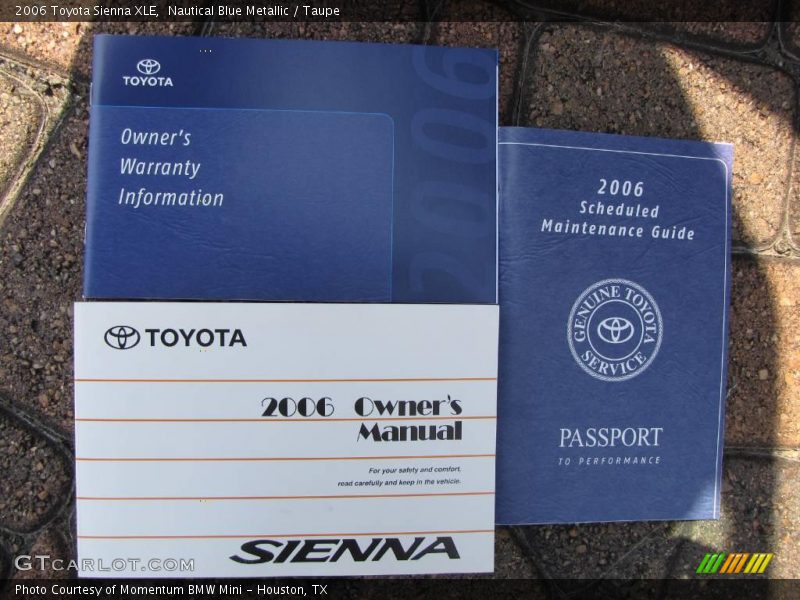 2006 Toyota Sienna XLE,  Nautical Blue Metallic / Taupe
TOYOTA
Owner's
Warranty
Information
2006
2006
Scheduled
Maintenance Guide
GENUINE TOYOTA
SERVICE
PASSPORT
TO PERFORMANCE
TOYOTA
2006 Owner's
Manual
For your safety and comfort,
read carefully and keep in the vehicle.
SIENNA
GTCARLOT.COM
Photo Courtesy of Momentum BMW Mini - Houston, TX